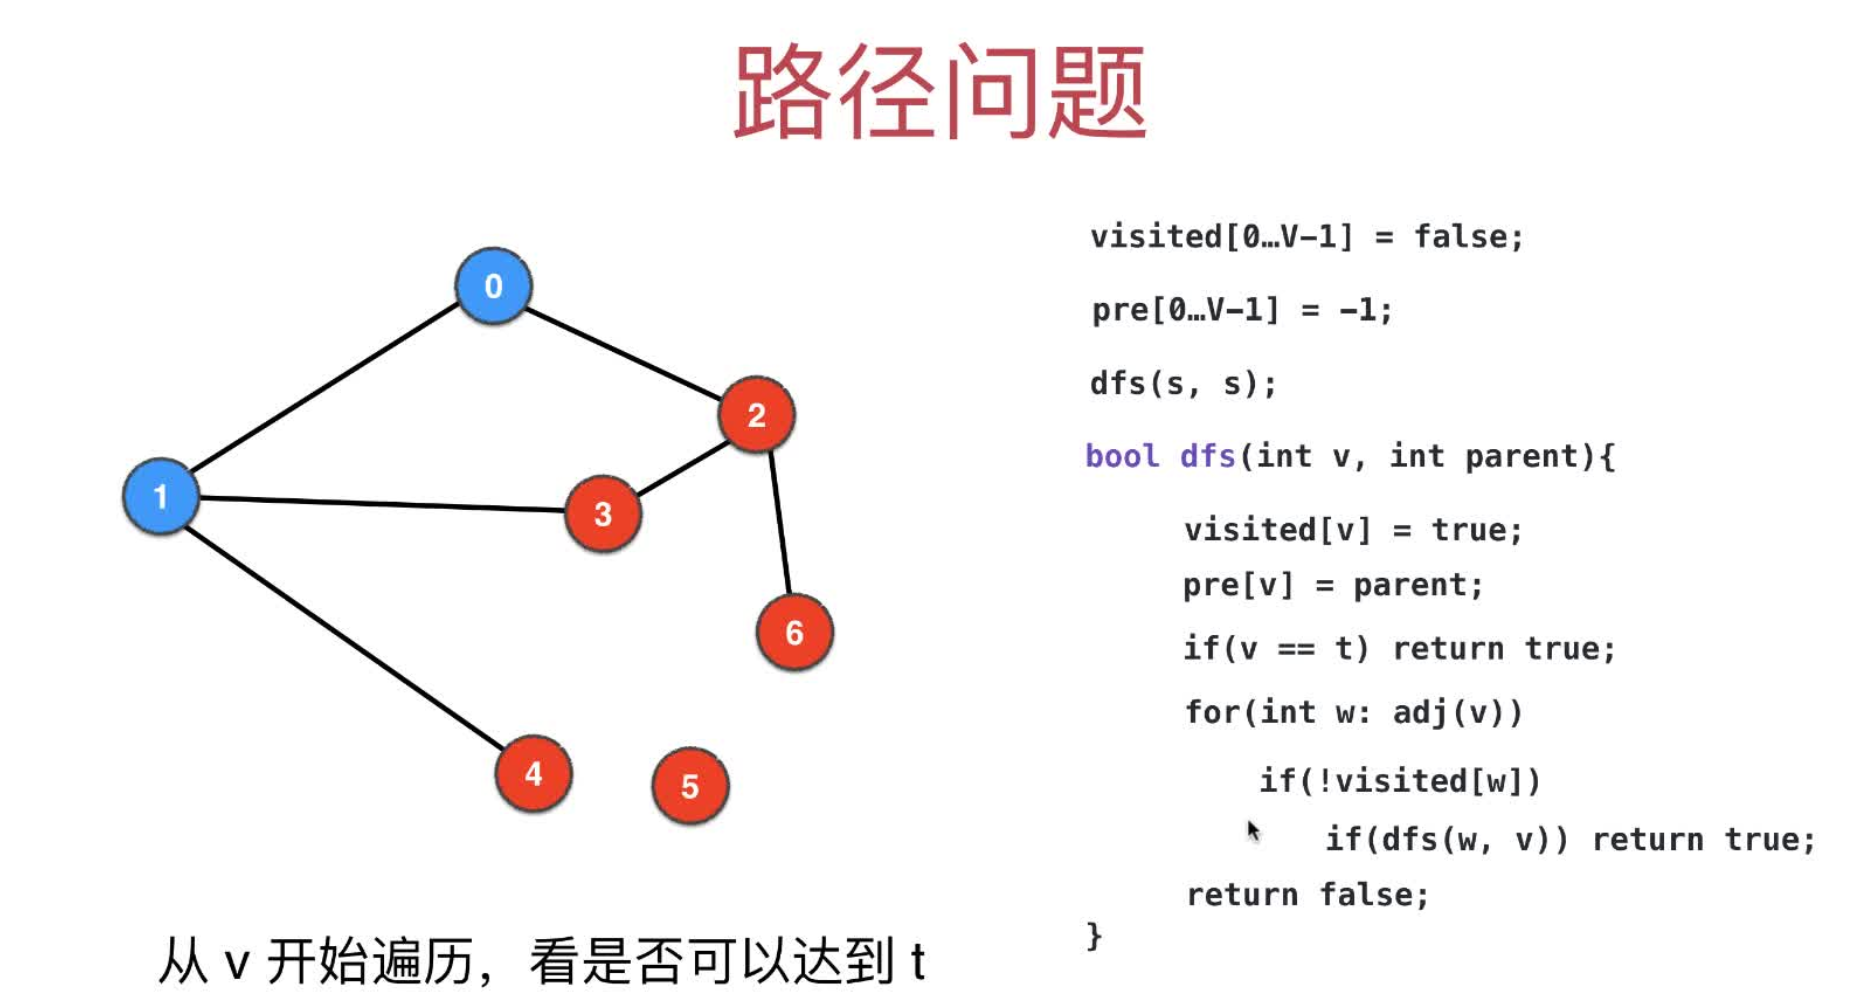 路径问题
0
2
1
3
6
4
5
从 v 开始遍历，看是否可以达到 t
visited[0…V-1] = false;
pre[0…V-1] = -1;
dfs(s, s);
bool dfs(int v, int parent){
visited[v] = true;
pre[v] = parent;
if(v == t) return true;
for(int w: adj(v))
if(!visited[w])
if(dfs(w, v)) return true;
return false;
}